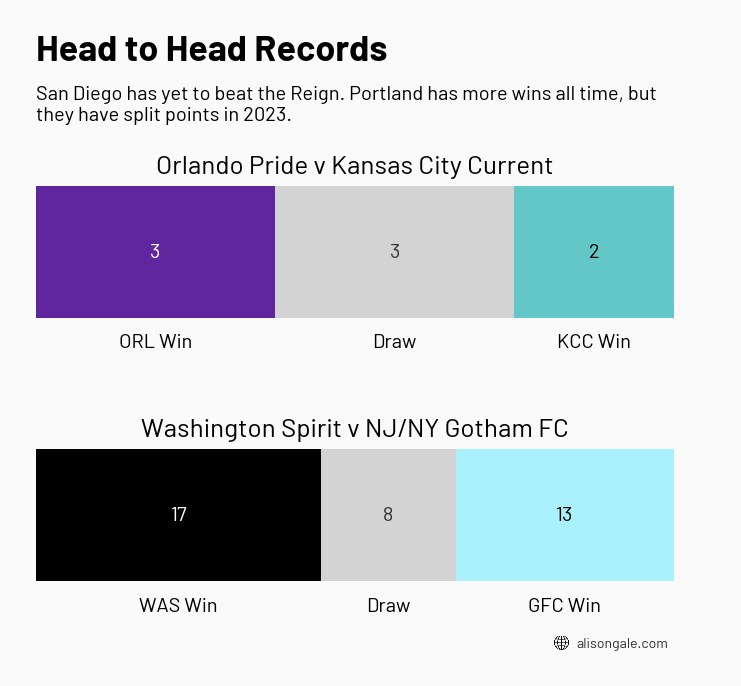 Head to Head Records
San Diego has yet to beat the Reign. Portland has more wins all time, but
they have split points in 2023.
Orlando Pride v Kansas City Current
3 3 2
ORL Win Draw KCC Win
Washington Spirit v NJ/NY Gotham FC
17 8 13
WAS Win Draw GFC Win
alisongale.com